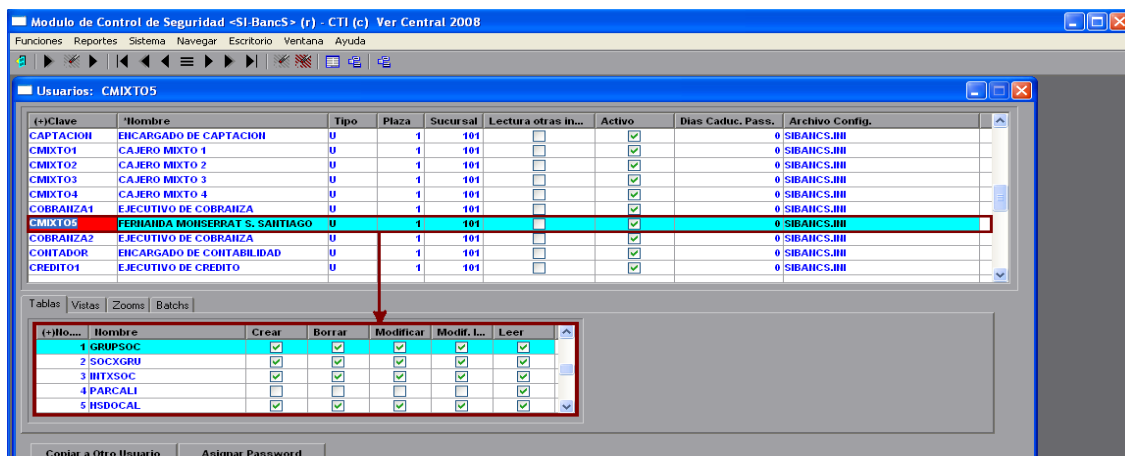 Modulo de Control de Seguridad <SI-BancS> (r) - CTI (c) Ver Central 2008
Funciones Reportes Sistema Navegar Escritorio Ventana Ayuda
Usuarios: CMIXTO5
(+)Clave *Nombre Tipo Plaza Sucursal Lectura otras in... Activo Dias Caduc. Pass. Archivo Config.
CAPTACION ENCARGADO DE CAPTACION U 1 101 0 SIBANCS.INI
CMIXTO1 CAJERO MIXTO 1 U 1 101 0 SIBANCS.INI
CMIXTO2 CAJERO MIXTO 2 U 1 101 0 SIBANCS.INI
CMIXTO3 CAJERO MIXTO 3 U 1 101 0 SIBANCS.INI
CMIXTO4 CAJERO MIXTO 4 U 1 101 0 SIBANCS.INI
COBRANZA1 EJECUTIVO DE COBRANZA U 1 101 0 SIBANCS.INI
CMIXTO5 FERNANDA MONSERRAT S. SANTIAGO U 1 101 0 SIBANCS.INI
COBRANZA2 EJECUTIVO DE COBRANZA U 1 101 0 SIBANCS.INI
CONTADOR ENCARGADO DE CONTABILIDAD U 1 101 0 SIBANCS.INI
CREDITO1 EJECUTIVO DE CREDITO U 1 101 0 SIBANCS.INI
Tablas Vistas Zooms Batchs
(+)No.... Nombre Crear Borrar Modificar Modif. I... Leer
1 GRUPSOC
2 SOCXGRU
3 INTXSOC
4 PARCALI
5 HSDOCAL
Copiar a Otro Usuario Asignar Password